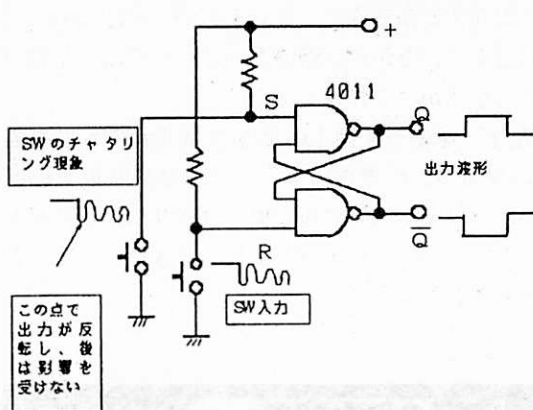 +
4011
S
Q
SWのチャタリ
ング現象
出力波形
Q
R
SW入力
この点で
出力が反
転し、後
は影響を
受けない